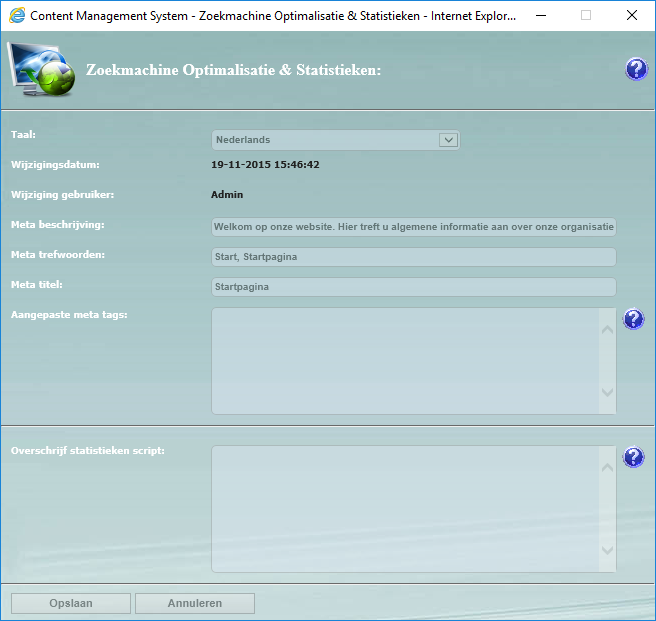 Content Management System - Zoekmachine Optimalisatie & Statistieken - Internet Explor...
Zoekmachine Optimalisatie & Statistieken:
Taal:
Nederlands
Wijzigingsdatum:
19-11-2015 15:46:42
Wijziging gebruiker:
Admin
Meta beschrijving:
Welkom op onze website. Hier treft u algemene informatie aan over onze organisatie
Meta trefwoorden:
Start, Startpagina
Meta titel:
Startpagina
Aangepaste meta tags:
Overschrijf statistieken script:
Opslaan
Annuleren